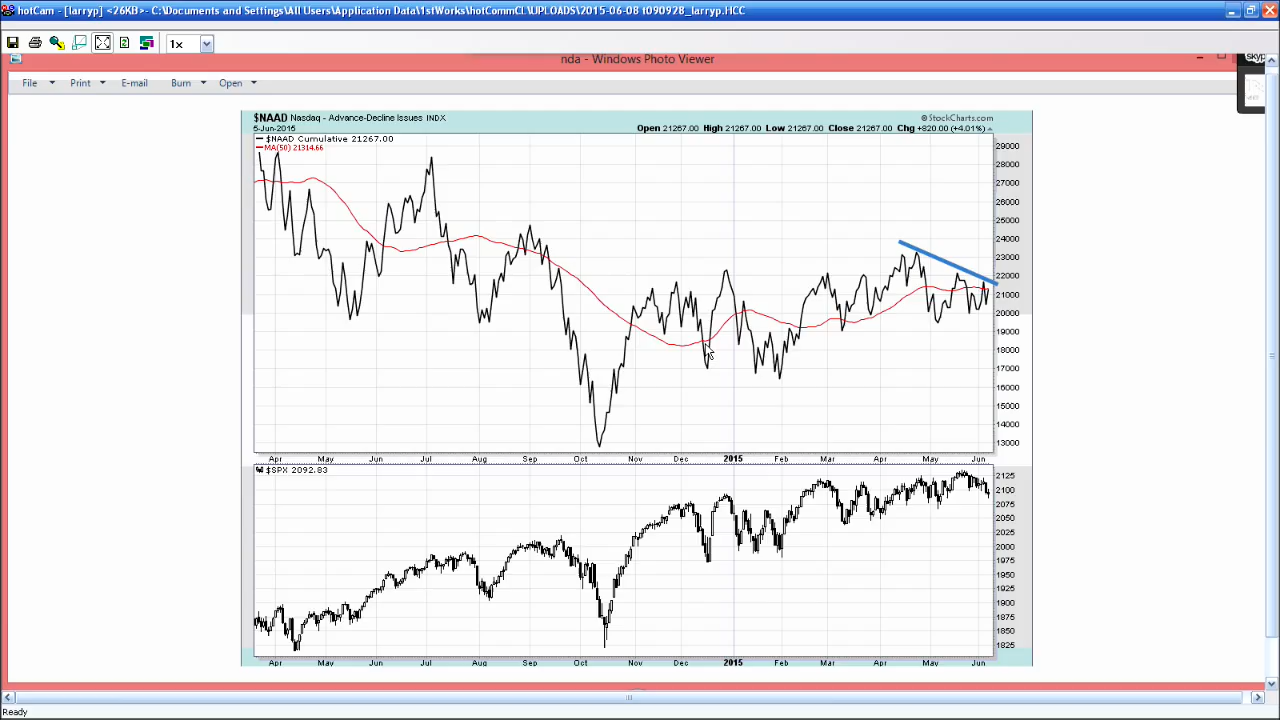 hotCam - [larryp] <26KB>- C:\Documents and Settings\All Users\Application Data\1stWorks\hotCommCL\UPLOADS\2015-06-08 t090928_larryp.HCC
1x
nda - Windows Photo Viewer
File Print E-mail Burn Open
$NAAD Nasdaq - Advance-Decline Issues INDX
© StockCharts.com
5-Jun-2015
Open 21267.00 High 21267.00 Low 21267.00 Close 21267.00 Chg +820.00 (+4.01%)
$NAAD Cumulative 21267.00
MA(50) 21314.66
29000
28000
27000
26000
25000
24000
23000
22000
21000
20000
19000
18000
17000
16000
15000
14000
13000
Apr May Jun Jul Aug Sep Oct Nov Dec 2015 Feb Mar Apr May Jun
$SPX 2092.83
2125
2100
2075
2050
2025
2000
1975
1950
1925
1900
1875
1850
1825
Apr May Jun Jul Aug Sep Oct Nov Dec 2015 Feb Mar Apr May Jun
Ready